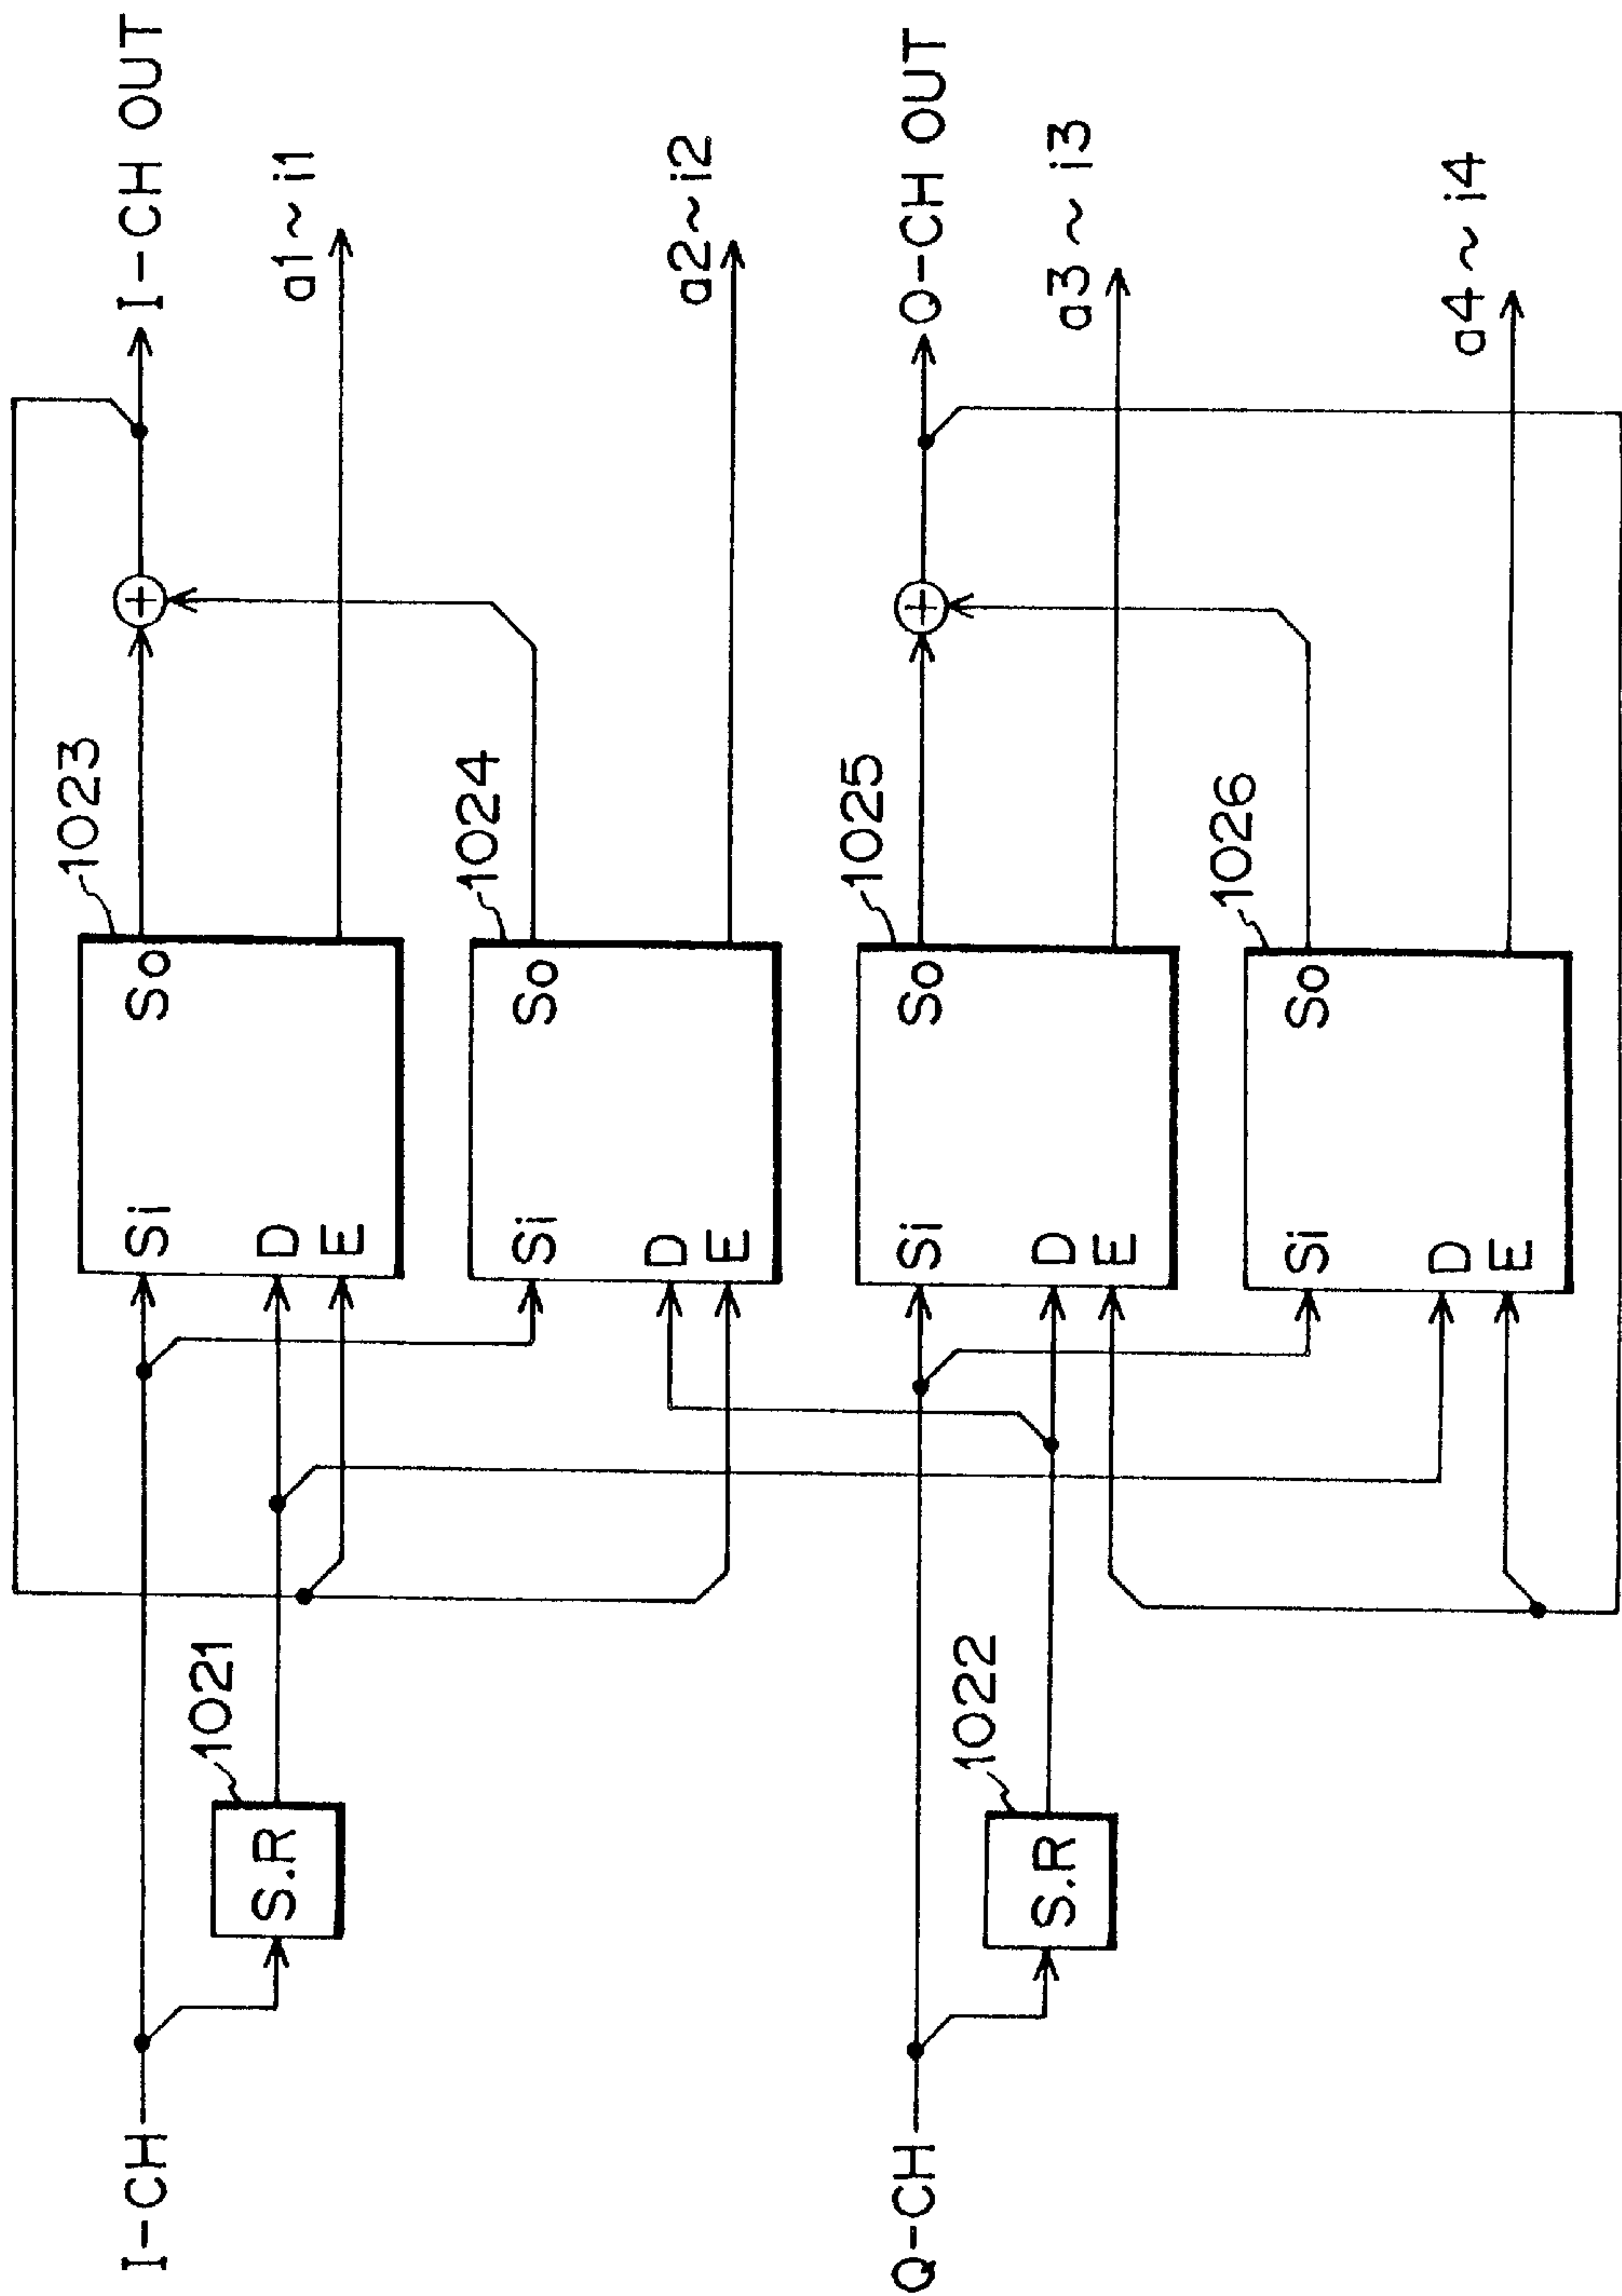 I-CH
S.R
1021
Si
D
E
So
1023
I-CH OUT
a1~i1
Si
D
E
So
1024
a2~i2
Q-CH
S.R
1022
Si
D
E
So
1025
Q-CH OUT
a3~i3
Si
D
E
So
1026
a4~i4